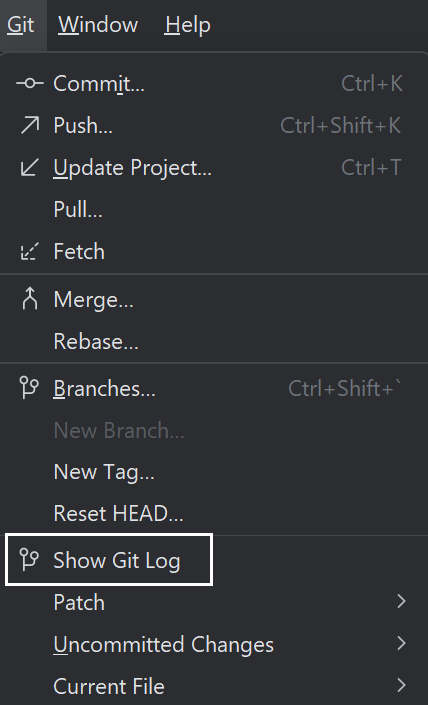 Git Window Help
Commit... Ctrl+K
Push... Ctrl+Shift+K
Update Project... Ctrl+T
Pull...
Fetch
Merge...
Rebase...
Branches... Ctrl+Shift+`
New Branch...
New Tag...
Reset HEAD...
Show Git Log
Patch
Uncommitted Changes
Current File